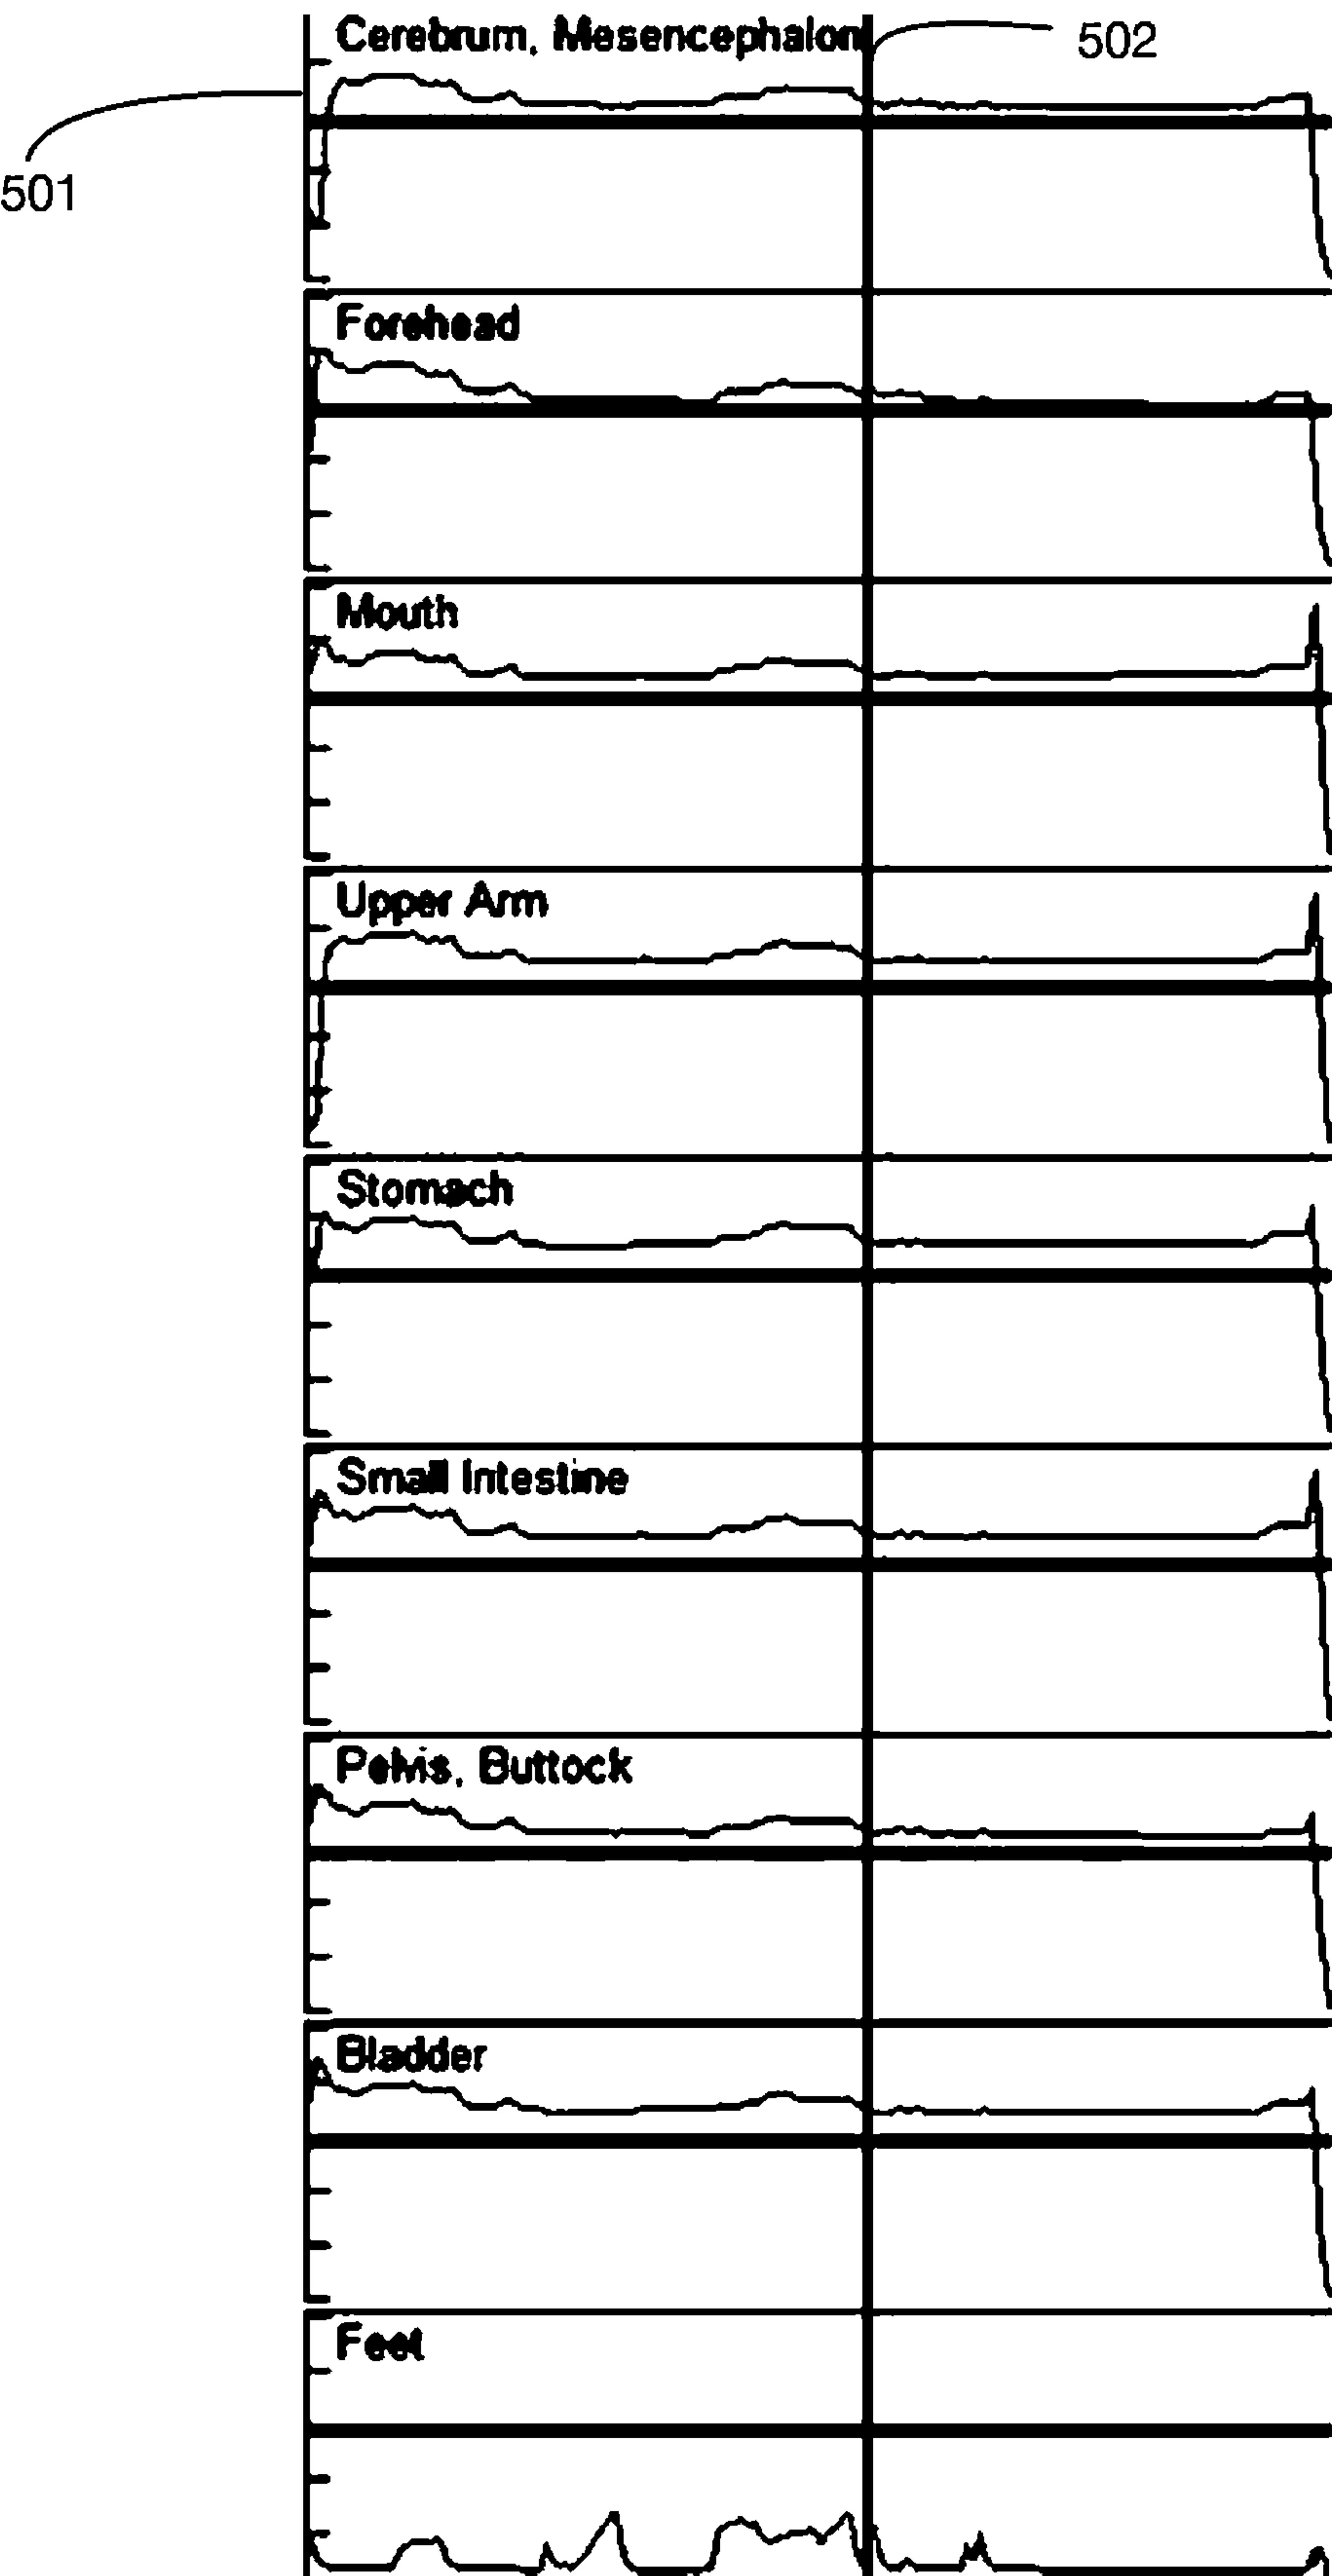 Cerebrum, Mesencephalon
502
501
Forehead
Mouth
Upper Arm
Stomach
Small Intestine
Pelvis, Buttock
Bladder
Feet